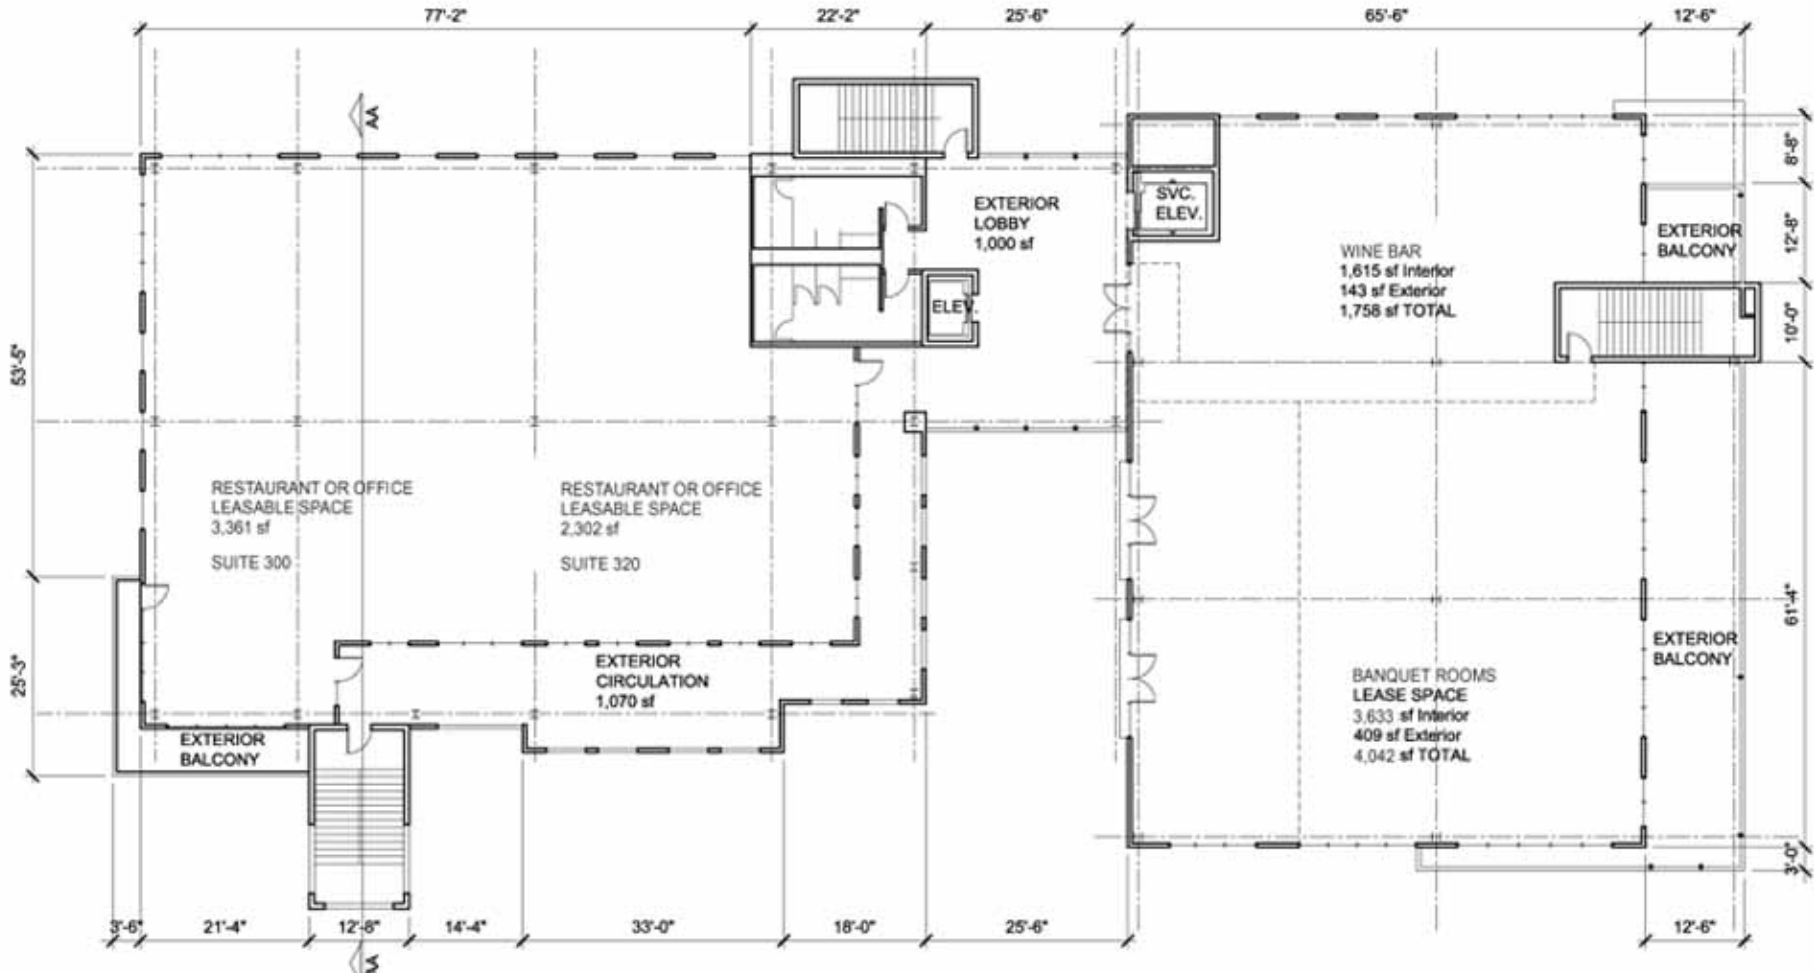 77'-2"
22'-2"
25'-6"
65'-6"
12'-6"
AA
8'-8"
SVC.
ELEV.
EXTERIOR
LOBBY
1,000 sf
EXTERIOR
BALCONY
12'-8"
WINE BAR
1,615 sf Interior
143 sf Exterior
1,758 sf TOTAL
ELEV.
10'-0"
53'-5"
RESTAURANT OR OFFICE
LEASABLE SPACE
3,361 sf
SUITE 300
RESTAURANT OR OFFICE
LEASABLE SPACE
2,302 sf
SUITE 320
61'-4"
EXTERIOR
BALCONY
25'-3"
EXTERIOR
CIRCULATION
1,070 sf
BANQUET ROOMS
LEASE SPACE
3,633 sf Interior
409 sf Exterior
4,042 sf TOTAL
EXTERIOR
BALCONY
3'-0"
3'-6"
21'-4"
12'-8"
14'-4"
33'-0"
18'-0"
25'-6"
12'-6"
AA